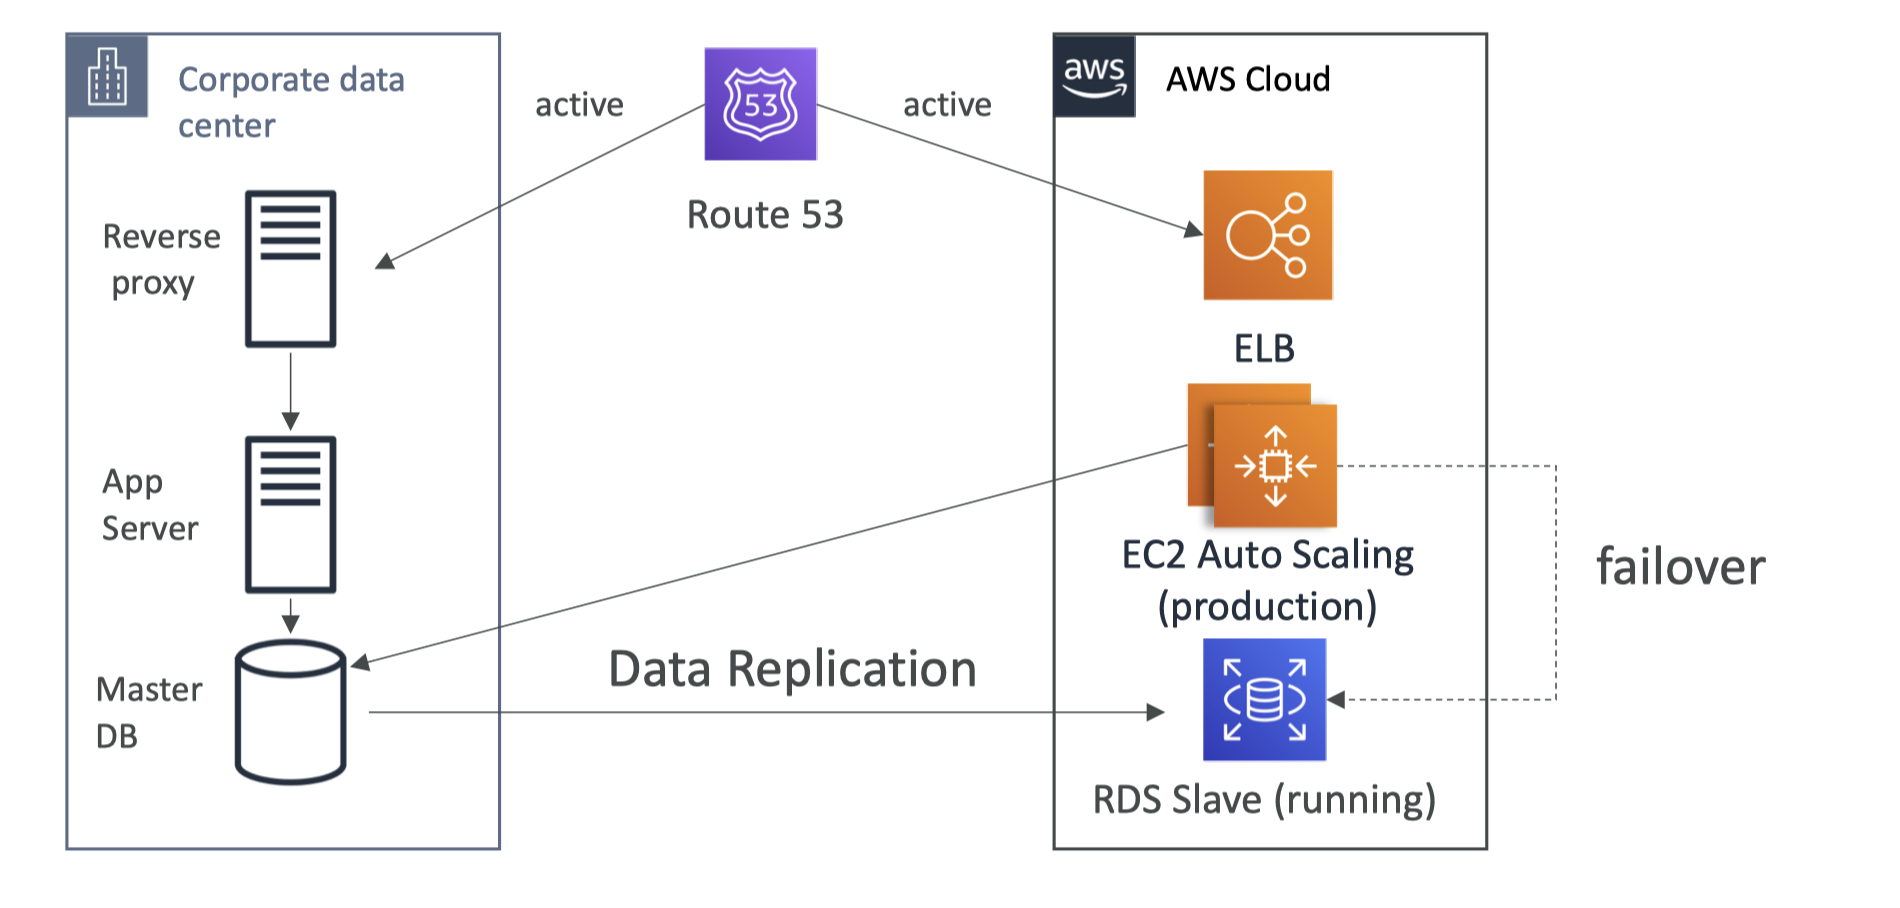 Corporate data
center
active
53
active
aws
AWS Cloud
Route 53
Reverse
proxy
ELB
App
Server
EC2 Auto Scaling
(production)
failover
Data Replication
Master
DB
RDS Slave (running)